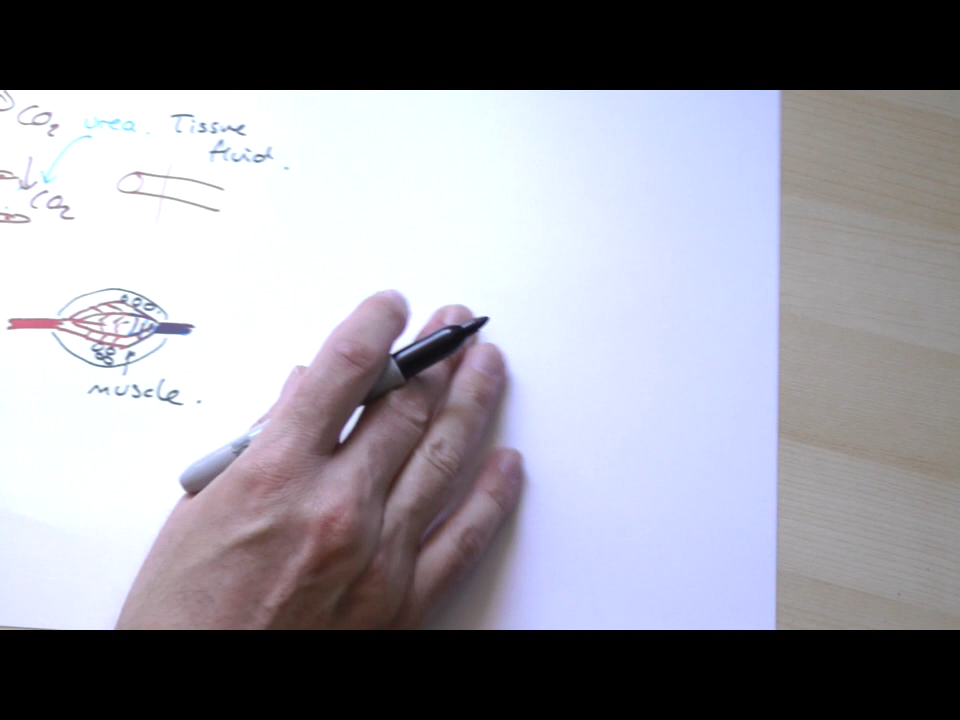 CO₂ urea. Tissue
fluid.
CO₂
muscle.